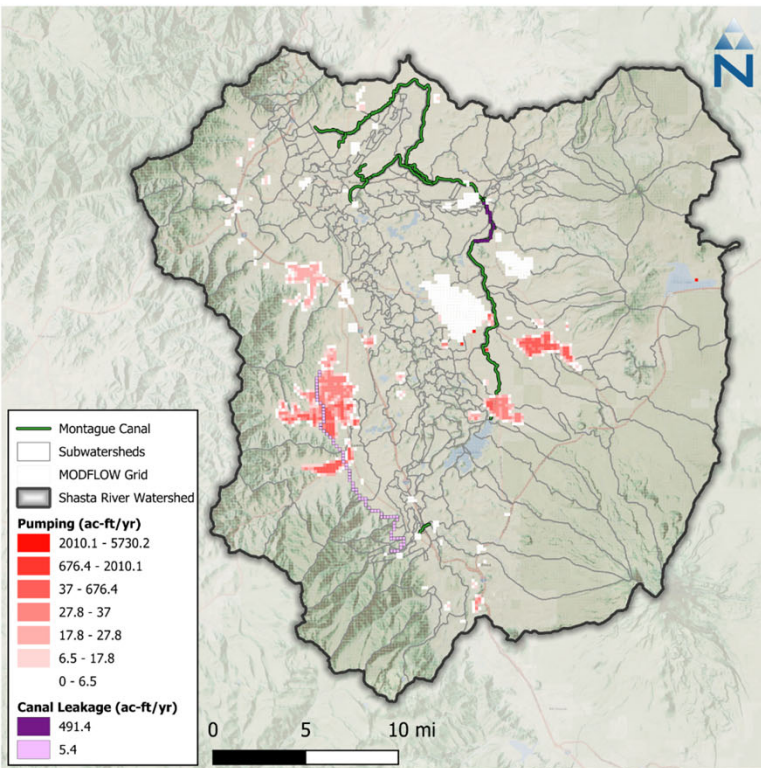 N
Montague Canal
Subwatersheds
MODFLOW Grid
Shasta River Watershed
Pumping (ac-ft/yr)
2010.1 - 5730.2
676.4 - 2010.1
37 - 676.4
27.8 - 37
17.8 - 27.8
6.5 - 17.8
0 - 6.5
Canal Leakage (ac-ft/yr)
491.4
5.4
0 5 10 mi